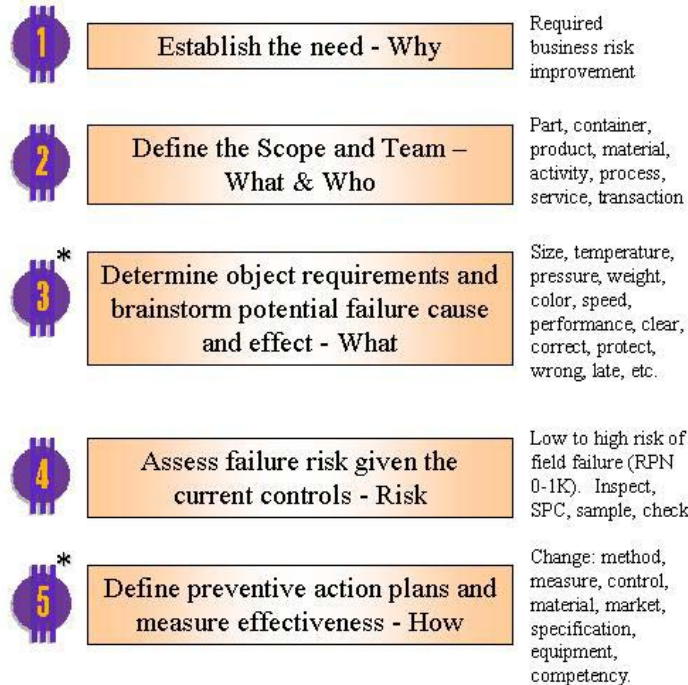 1
Establish the need - Why
Required
business risk
improvement
2
Define the Scope and Team –
What & Who
Part, container,
product, material,
activity, process,
service, transaction
*
3
Determine object requirements and
brainstorm potential failure cause
and effect - What
Size, temperature,
pressure, weight,
color, speed,
performance, clear,
correct, protect,
wrong, late, etc.
4
Assess failure risk given the
current controls - Risk
Low to high risk of
field failure (RPN
0-1K). Inspect,
SPC, sample, check
*
5
Define preventive action plans and
measure effectiveness - How
Change: method,
measure, control,
material, market,
specification,
equipment,
competency.